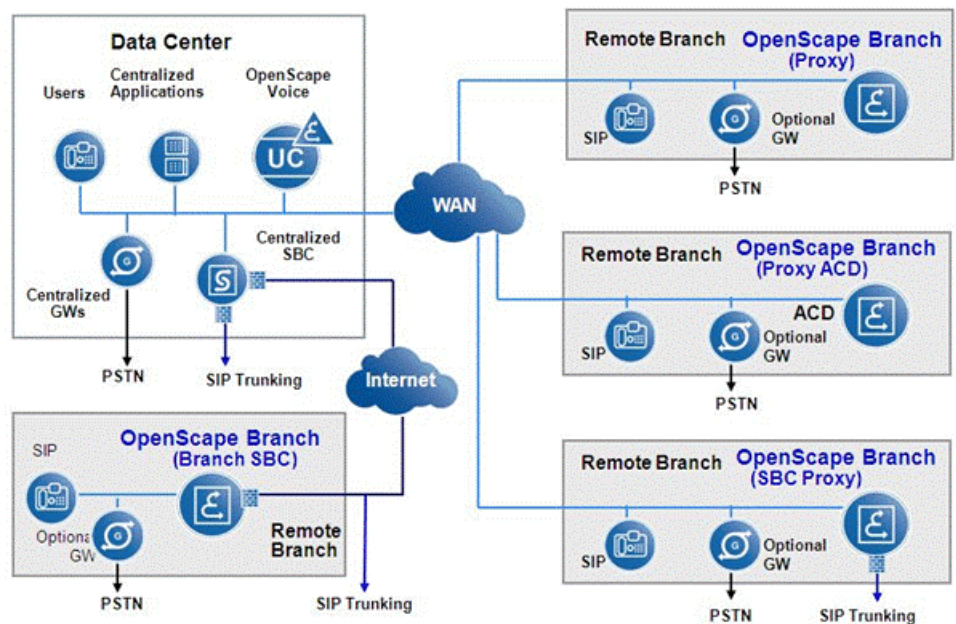 Data Center
Users
Centralized
Applications
OpenScape
Voice
UC
G
Centralized
GWs
Centralized
SBC
S
PSTN
SIP Trunking
WAN
Internet
Remote Branch
OpenScape Branch
(Proxy)
SIP
G
Optional
GW
PSTN
Remote Branch
OpenScape Branch
(Proxy ACD)
ACD
SIP
G
Optional
GW
PSTN
Remote Branch
OpenScape Branch
(SBC Proxy)
SIP
G
Optional
GW
PSTN
SIP Trunking
OpenScape Branch
(Branch SBC)
SIP
Optiona
GW
G
Remote
Branch
PSTN
SIP Trunking